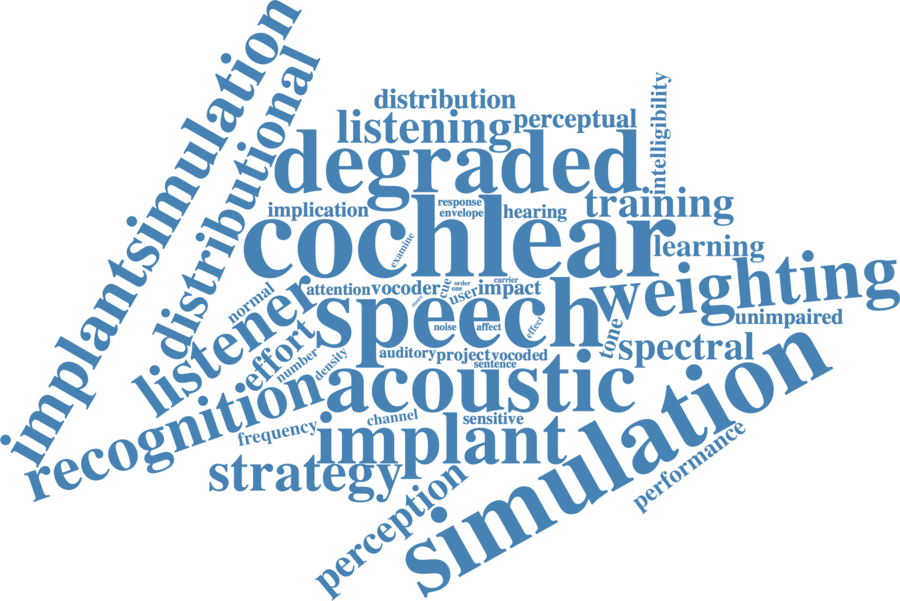 implantsimulation
distributional
distribution
intelligibility
listening
perceptual
degraded
training
implication
response
envelope
hearing
cochlear
examine
learning
weighting
attention
vocoder
cue
order
one
carrier
user
impact
more
normal
listener
speech
noise
affect
effect
unimpaired
tone
spectral
effort
number
density
auditory
project
vocoded
sentence
recognition
acoustic
frequency
channel
sensitive
implant
strategy
simulation
performance
perception